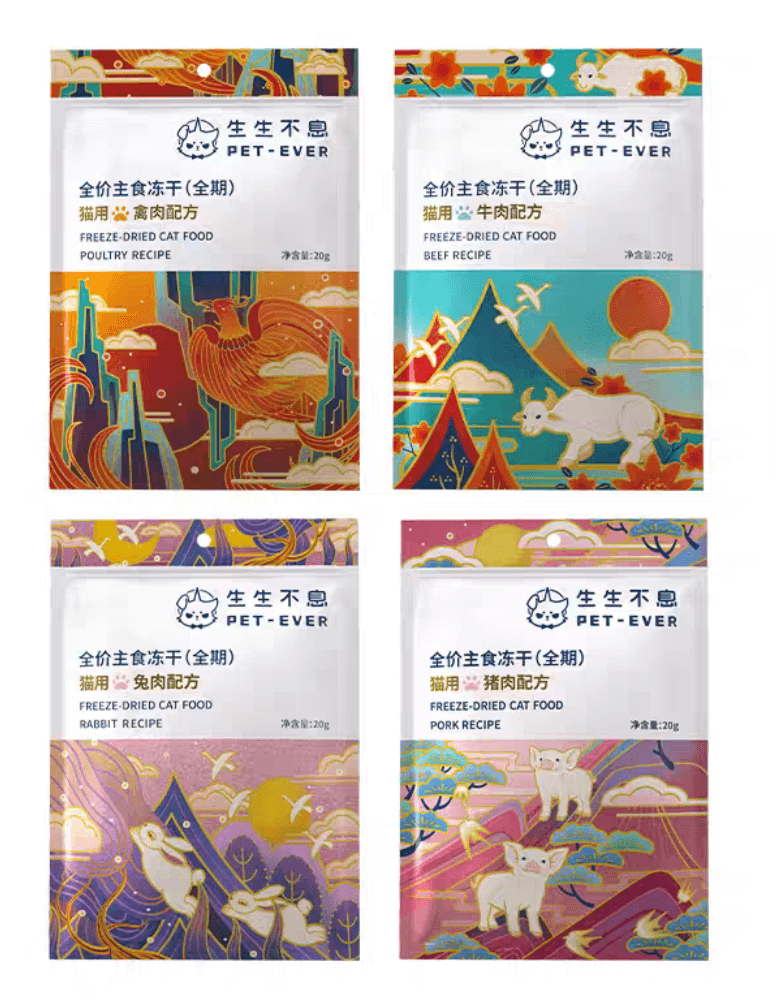 生生不息
PET-EVER
全价主食冻干(全期)
猫用 禽肉配方
FREEZE-DRIED CAT FOOD
POULTRY RECIPE 净含量:20g
生生不息
PET-EVER
全价主食冻干(全期)
猫用 牛肉配方
FREEZE-DRIED CAT FOOD
BEEF RECIPE 净含量:20g
生生不息
PET-EVER
全价主食冻干(全期)
猫用 兔肉配方
FREEZE-DRIED CAT FOOD
RABBIT RECIPE 净含量:20g
生生不息
PET-EVER
全价主食冻干(全期)
猫用 猪肉配方
FREEZE-DRIED CAT FOOD
PORK RECIPE 净含量:20g